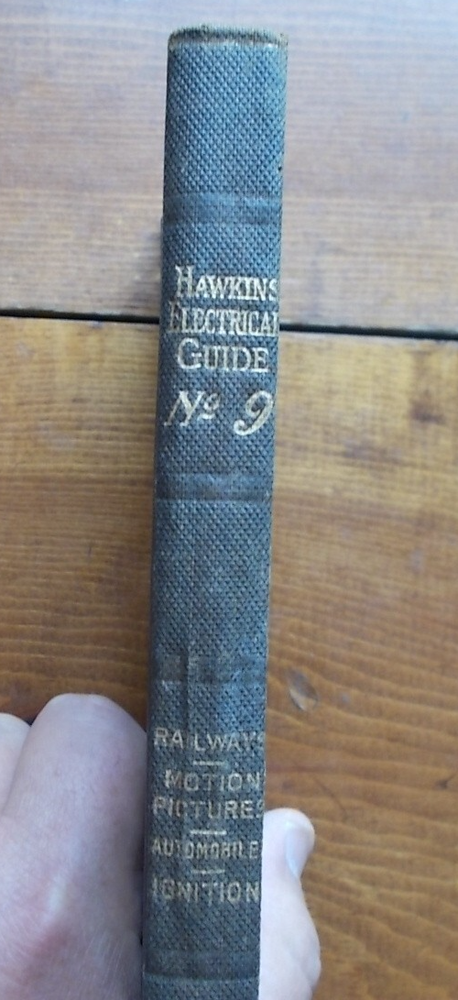 HAWKINS
ELECTRICAL
GUIDE
No 9
RAILWAYS
MOTION
PICTURES
AUTOMOBILE
IGNITION